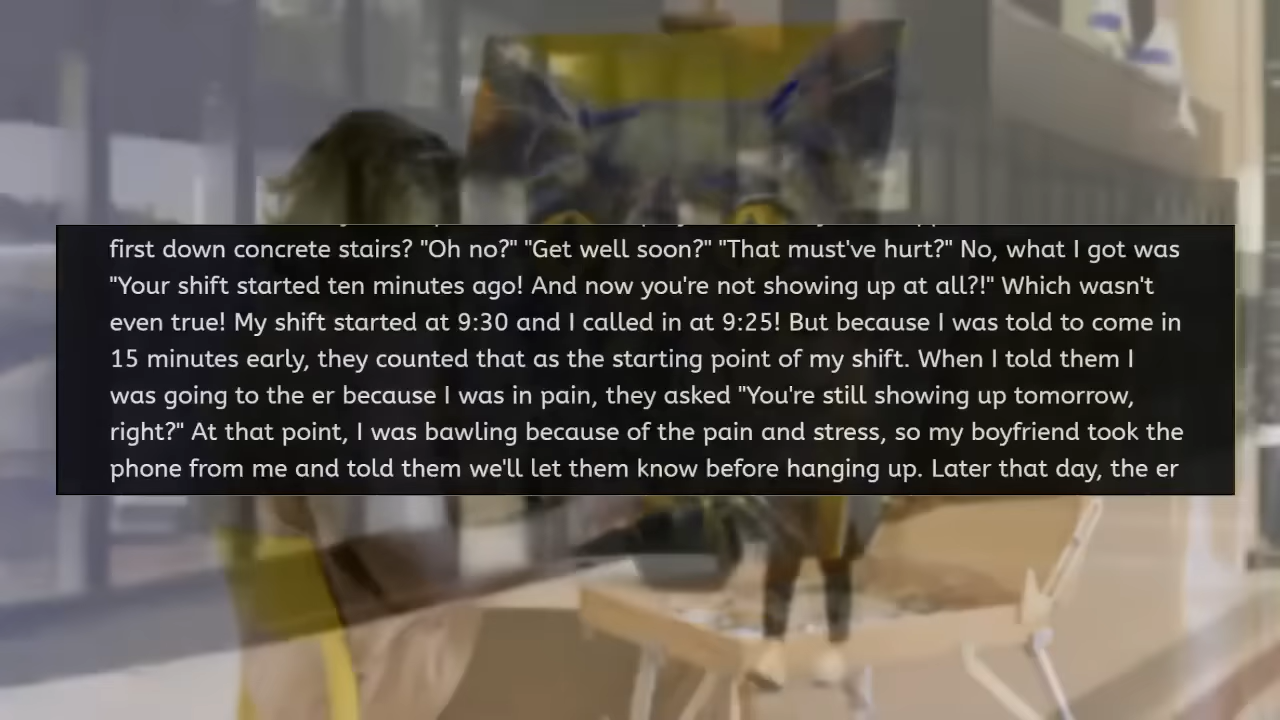 first down concrete stairs? "Oh no?" "Get well soon?" "That must've hurt?" No, what I got was
"Your shift started ten minutes ago! And now you're not showing up at all?!" Which wasn't
even true! My shift started at 9:30 and I called in at 9:25! But because I was told to come in
15 minutes early, they counted that as the starting point of my shift. When I told them I
was going to the er because I was in pain, they asked "You're still showing up tomorrow,
right?" At that point, I was bawling because of the pain and stress, so my boyfriend took the
phone from me and told them we'll let them know before hanging up. Later that day, the er